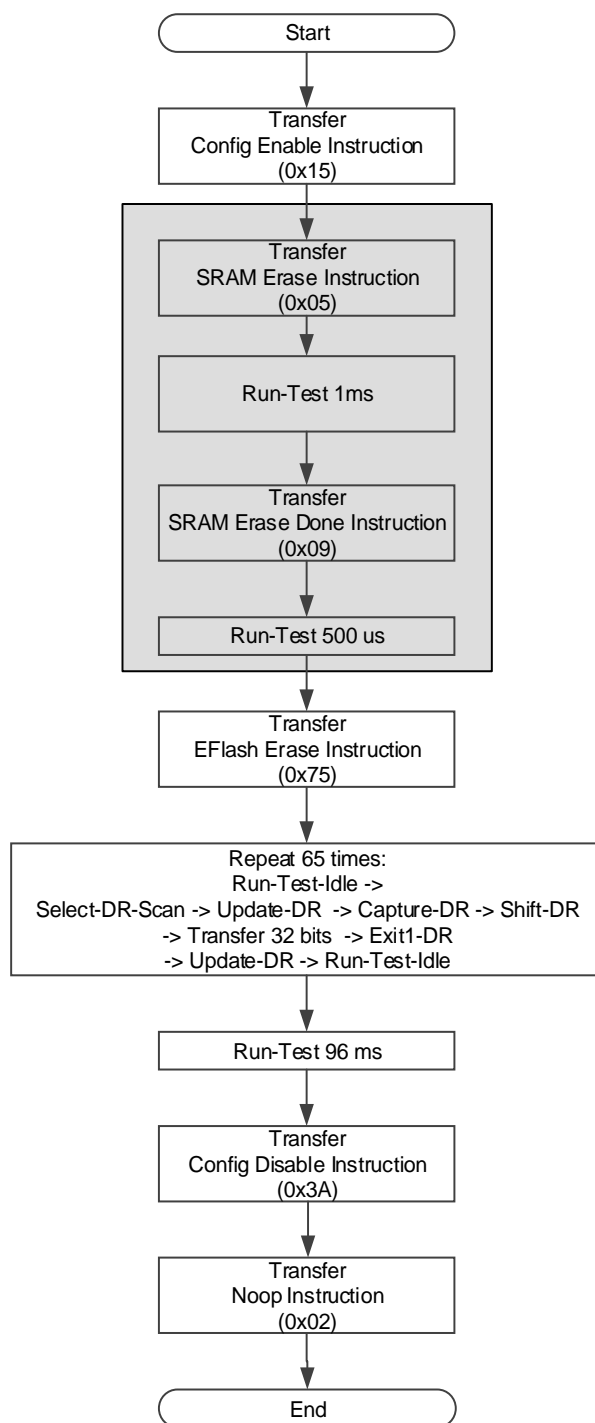 Start
Transfer
Config Enable Instruction
(0x15)
Transfer
SRAM Erase Instruction
(0x05)
Run-Test 1ms
Transfer
SRAM Erase Done Instruction
(0x09)
Run-Test 500 us
Transfer
EFlash Erase Instruction
(0x75)
Repeat 65 times:
Run-Test-Idle ->
Select-DR-Scan -> Update-DR -> Capture-DR -> Shift-DR
-> Transfer 32 bits -> Exit1-DR
-> Update-DR -> Run-Test-Idle
Run-Test 96 ms
Transfer
Config Disable Instruction
(0x3A)
Transfer
Noop Instruction
(0x02)
End